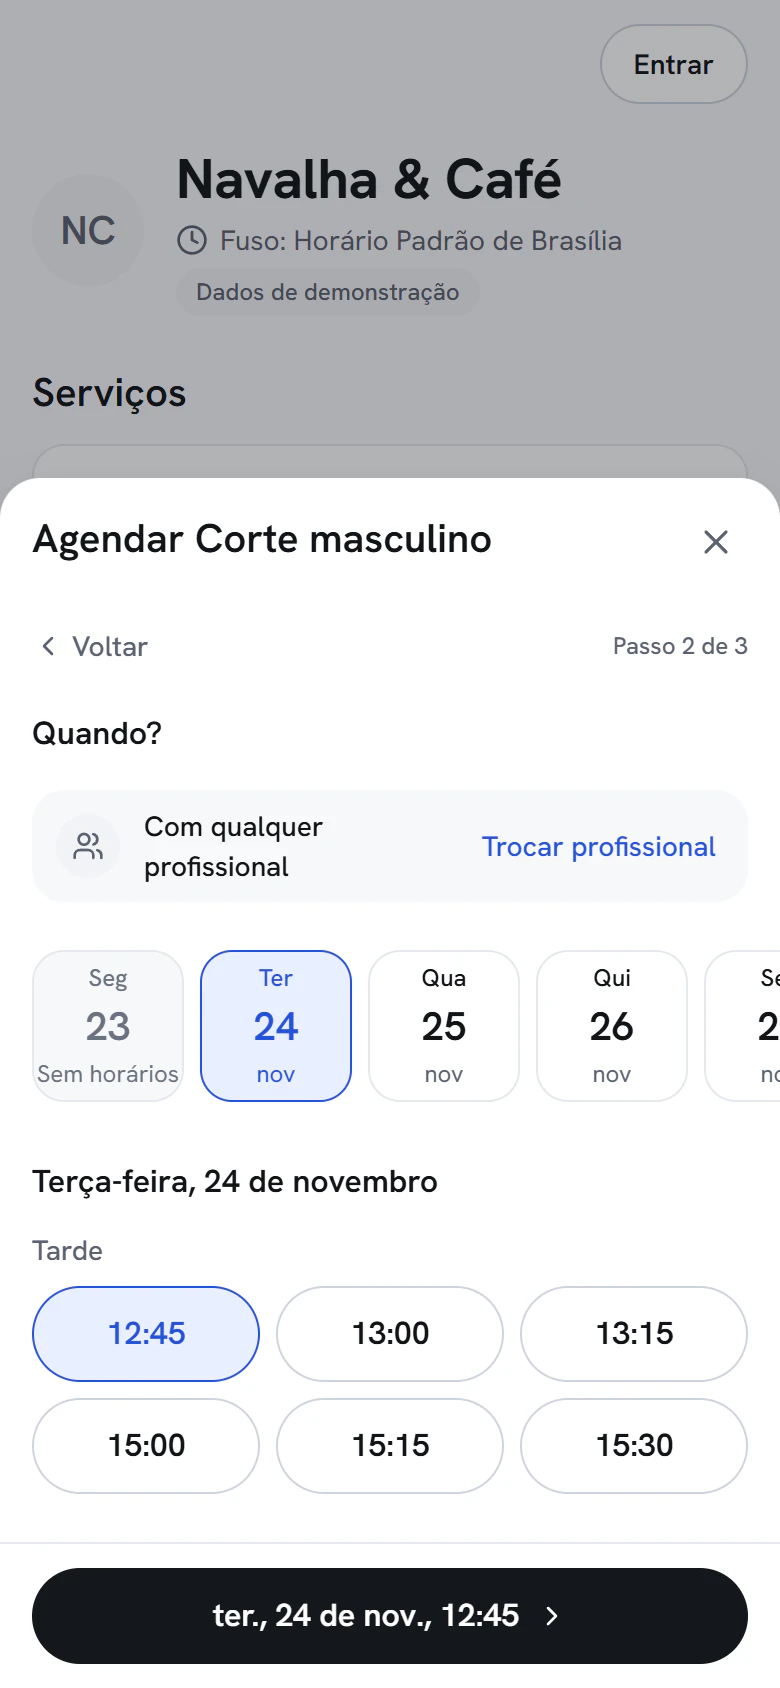 Entrar
NC
Navalha & Café
Fuso: Horário Padrão de Brasília
Dados de demonstração
Serviços
Agendar Corte masculino
Voltar
Passo 2 de 3
Quando?
Com qualquer
profissional
Trocar profissional
Seg
23
Sem horários
Ter
24
nov
Qua
25
nov
Qui
26
nov
Terça-feira, 24 de novembro
Tarde
12:45
13:00
13:15
15:00
15:15
15:30
ter., 24 de nov., 12:45